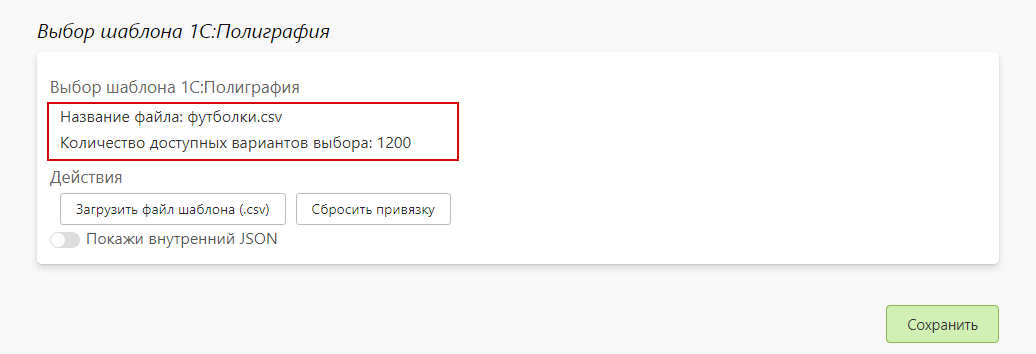 Выбор шаблона 1С:Полиграфия
Выбор шаблона 1С:Полиграфия
Название файла: футболки.csv
Количество доступных вариантов выбора: 1200
Действия
Загрузить файл шаблона (.csv) Сбросить привязку
Покажи внутренний JSON
Сохранить